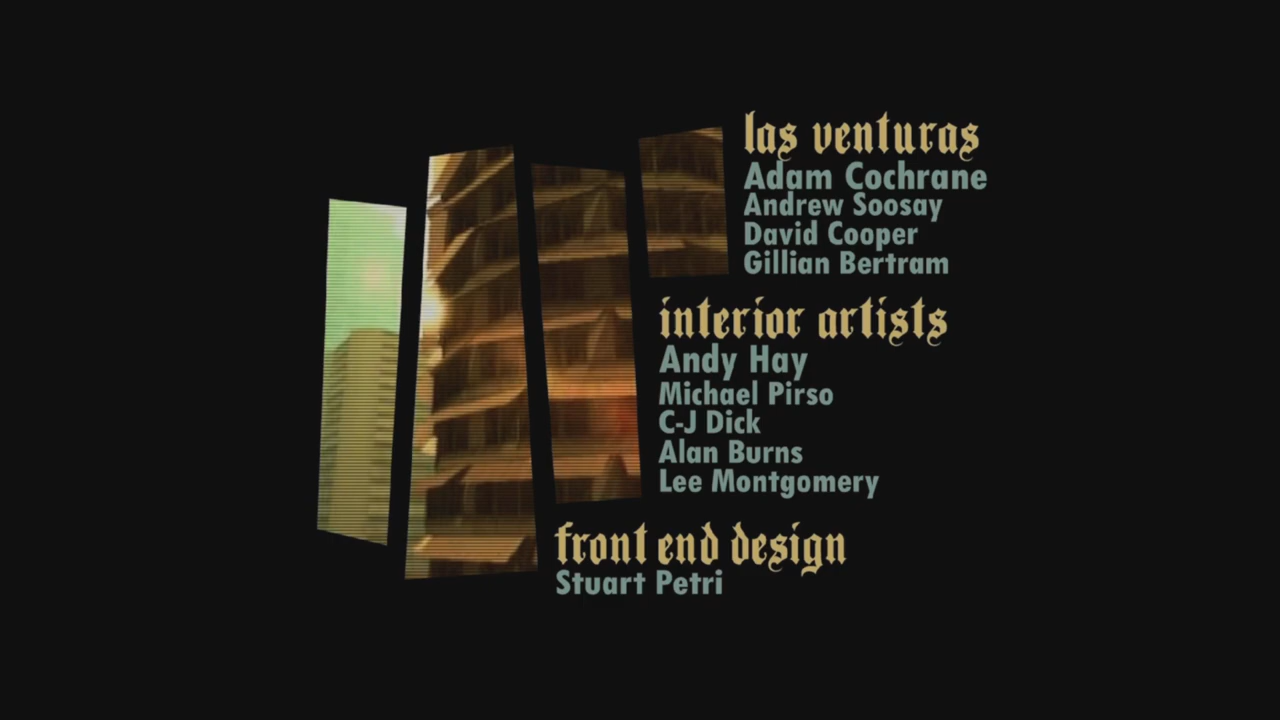 las venturas
Adam Cochrane
Andrew Soosay
David Cooper
Gillian Bertram
interior artists
Andy Hay
Michael Pirso
C-J Dick
Alan Burns
Lee Montgomery
front end design
Stuart Petri